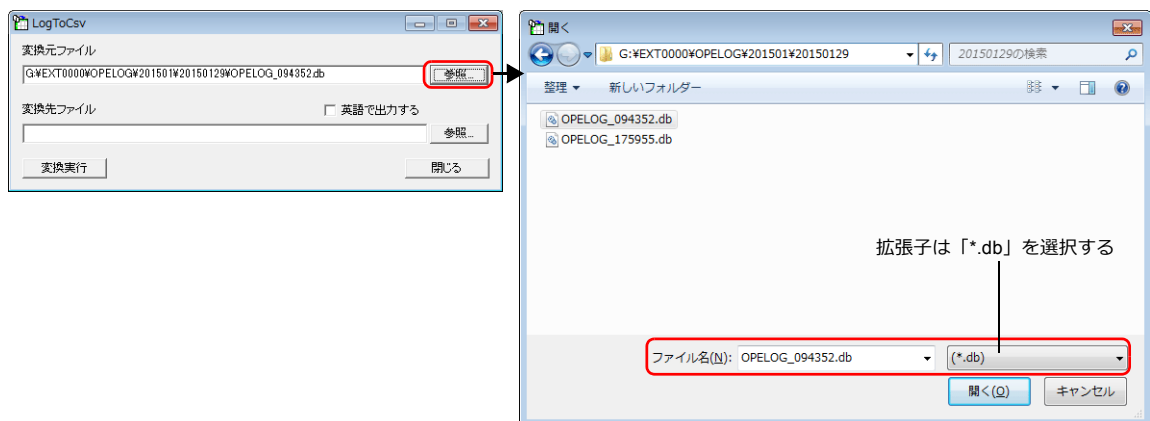 LogToCsv
変換元ファイル
G:¥EXT0000¥OPELOG¥201501¥20150129¥OPELOG_094352.db
参照...
変換先ファイル
英語で出力する
参照...
変換実行
閉じる
開く
G:¥EXT0000¥OPELOG¥201501¥20150129
20150129の検索
整理
新しいフォルダー
OPELOG_094352.db
OPELOG_175955.db
拡張子は「*.db」を選択する
ファイル名(N):
OPELOG_094352.db
(*.db)
開く(O)
キャンセル